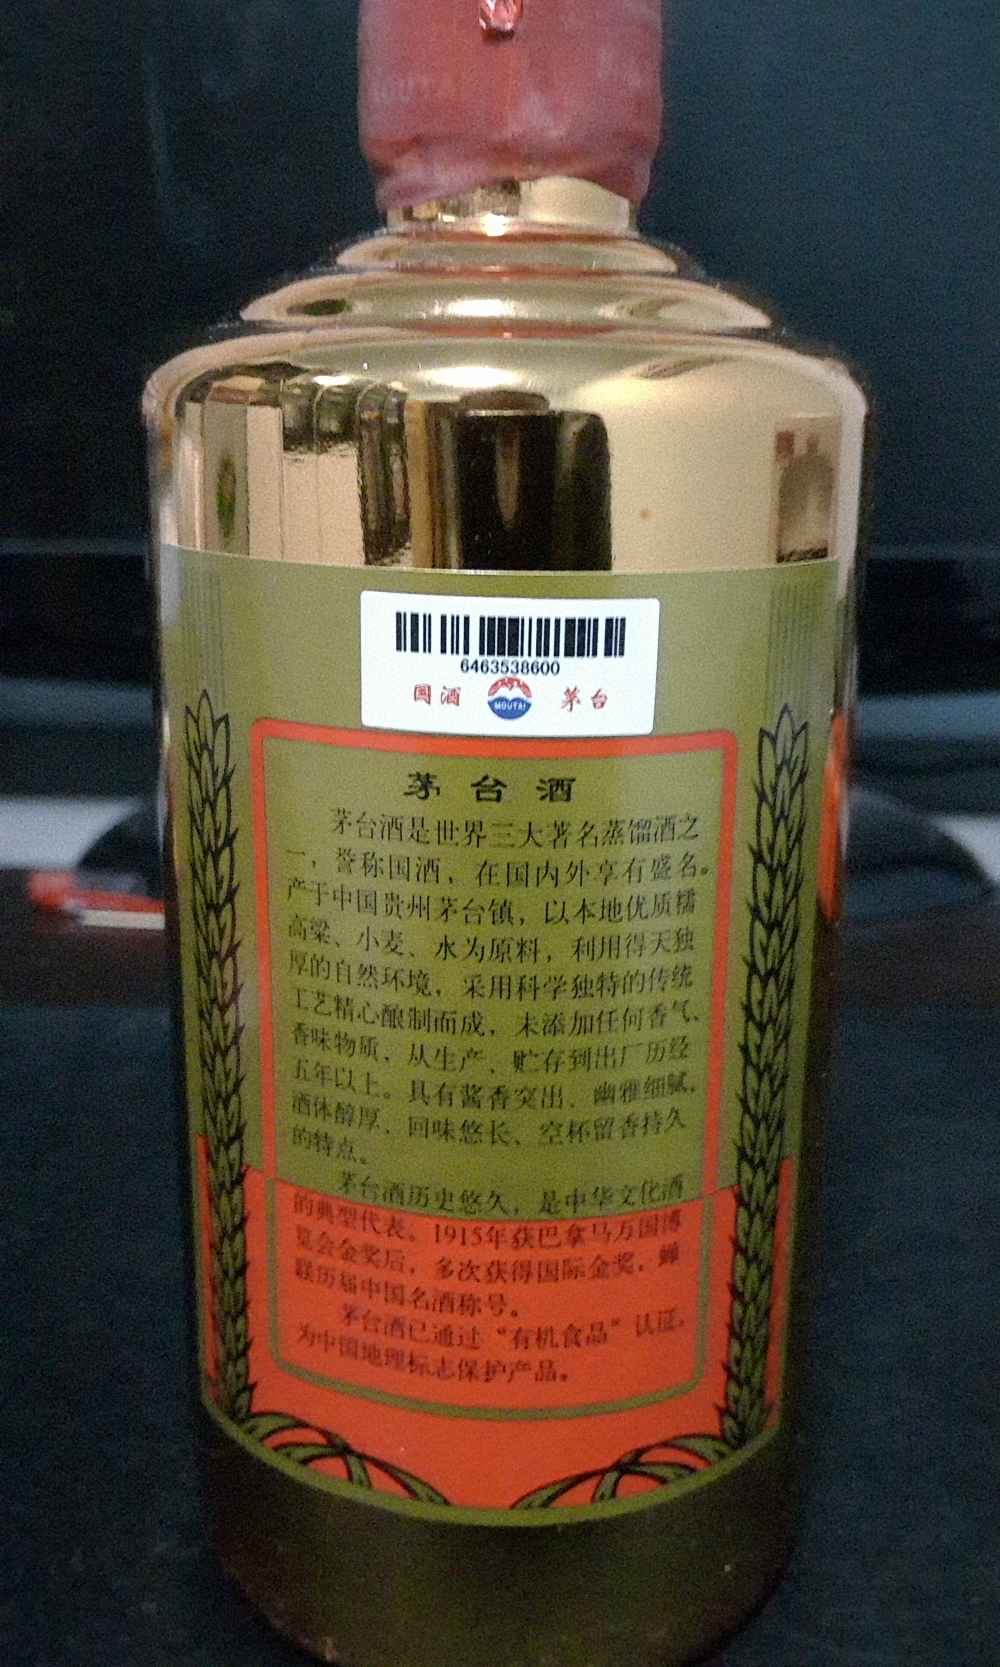 6463538600
国酒 MOUTAI 茅台
茅台酒
茅台酒是世界三大著名蒸馏酒之
一，誉称国酒，在国内外享有盛名。
产于中国贵州茅台镇，以本地优质糯
高粱、小麦、水为原料，利用得天独
厚的自然环境，采用科学独特的传统
工艺精心酿制而成，未添加任何香气、
香味物质，从生产、贮存到出厂历经
五年以上。具有酱香突出、幽雅细腻、
酒体醇厚、回味悠长、空杯留香持久
的特点。
茅台酒历史悠久，是中华文化酒
的典型代表。1915年获巴拿马万国博
览会金奖后，多次获得国际金奖，蝉
联历届中国名酒称号。
茅台酒已通过“有机食品”认证，
为中国地理标志保护产品。